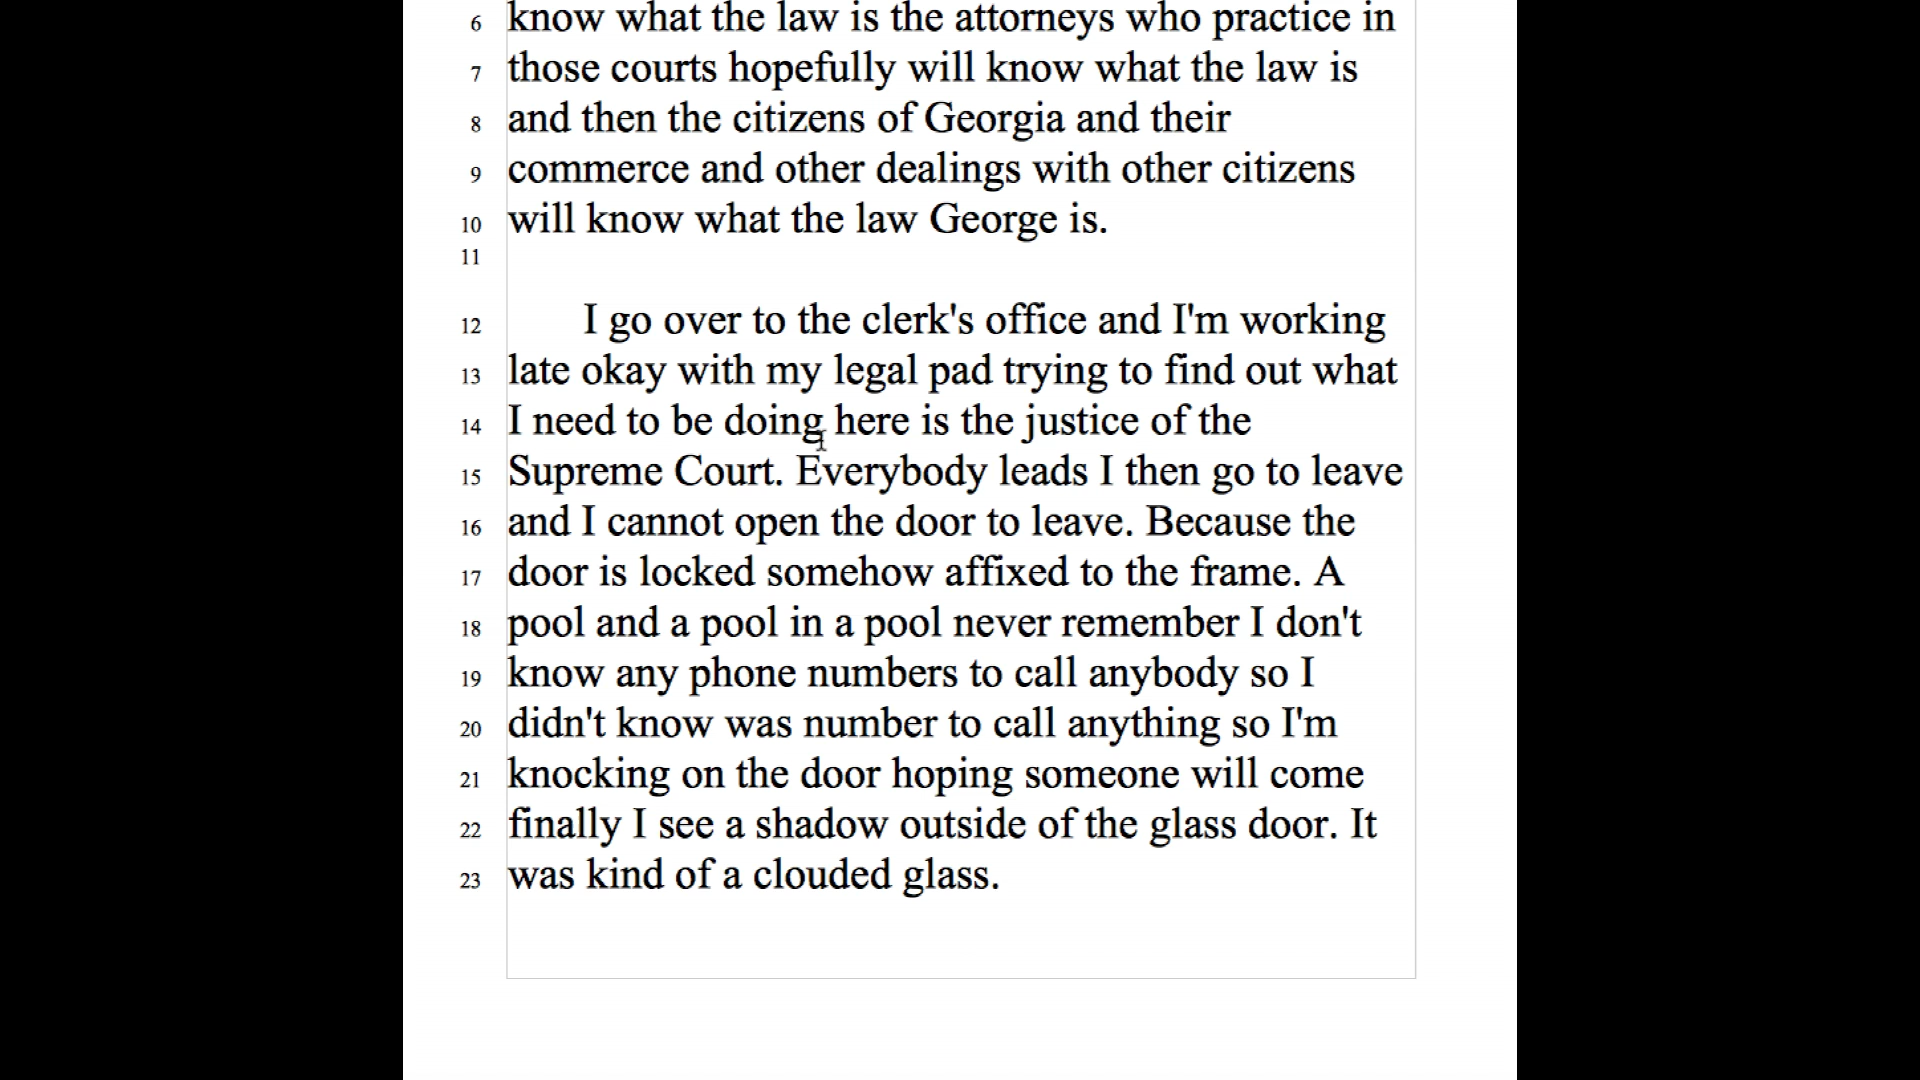 6 know what the law is the attorneys who practice in
7 those courts hopefully will know what the law is
8 and then the citizens of Georgia and their
9 commerce and other dealings with other citizens
10 will know what the law George is.
11
12 I go over to the clerk's office and I'm working
13 late okay with my legal pad trying to find out what
14 I need to be doing here is the justice of the
15 Supreme Court. Everybody leads I then go to leave
16 and I cannot open the door to leave. Because the
17 door is locked somehow affixed to the frame. A
18 pool and a pool in a pool never remember I don't
19 know any phone numbers to call anybody so I
20 didn't know was number to call anything so I'm
21 knocking on the door hoping someone will come
22 finally I see a shadow outside of the glass door. It
23 was kind of a clouded glass.